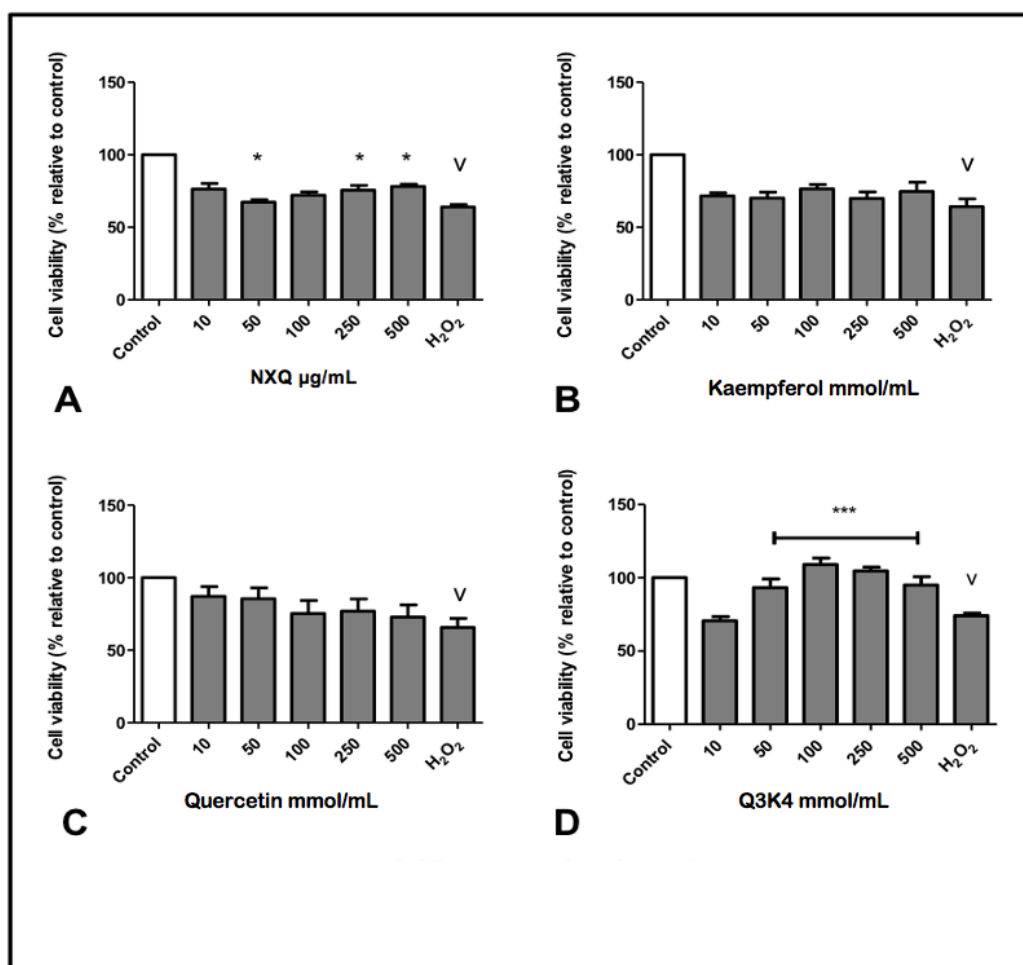 Cell viability (% relative to control)
150
100
50
0
* * * V
Control 10 50 100 250 500 H₂O₂
NXQ µg/mL
A
Cell viability (% relative to control)
150
100
50
0
V
Control 10 50 100 250 500 H₂O₂
Kaempferol mmol/mL
B
Cell viability (% relative to control)
150
100
50
0
V
Control 10 50 100 250 500 H₂O₂
Quercetin mmol/mL
C
Cell viability (% relative to control)
150
100
50
0
*** V
Control 10 50 100 250 500 H₂O₂
Q3K4 mmol/mL
D